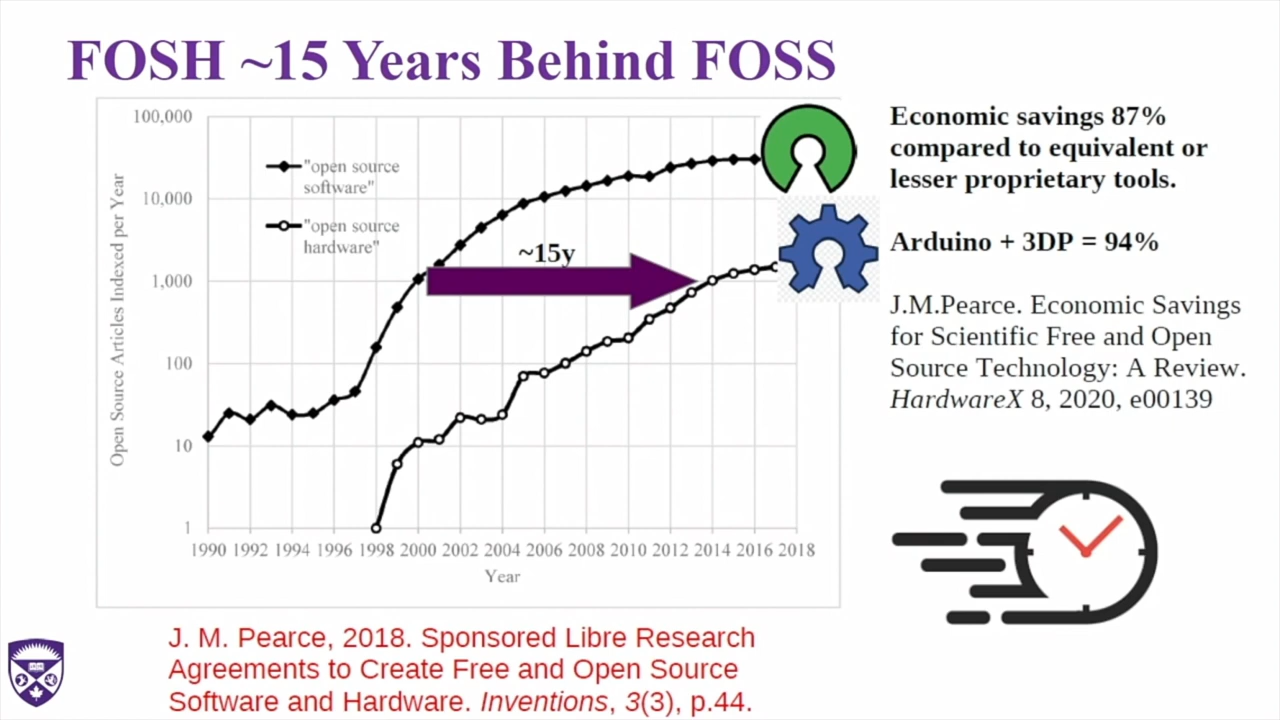 FOSH ~15 Years Behind FOSS
Open Source Articles Indexed per Year
100,000
10,000
1,000
100
10
1
"open source
software"
"open source
hardware"
~15y
1990 1992 1994 1996 1998 2000 2002 2004 2006 2008 2010 2012 2014 2016 2018
Year
Economic savings 87%
compared to equivalent or
lesser proprietary tools.
Arduino + 3DP = 94%
J.M.Pearce. Economic Savings
for Scientific Free and Open
Source Technology: A Review.
HardwareX 8, 2020, e00139
J. M. Pearce, 2018. Sponsored Libre Research
Agreements to Create Free and Open Source
Software and Hardware. Inventions, 3(3), p.44.